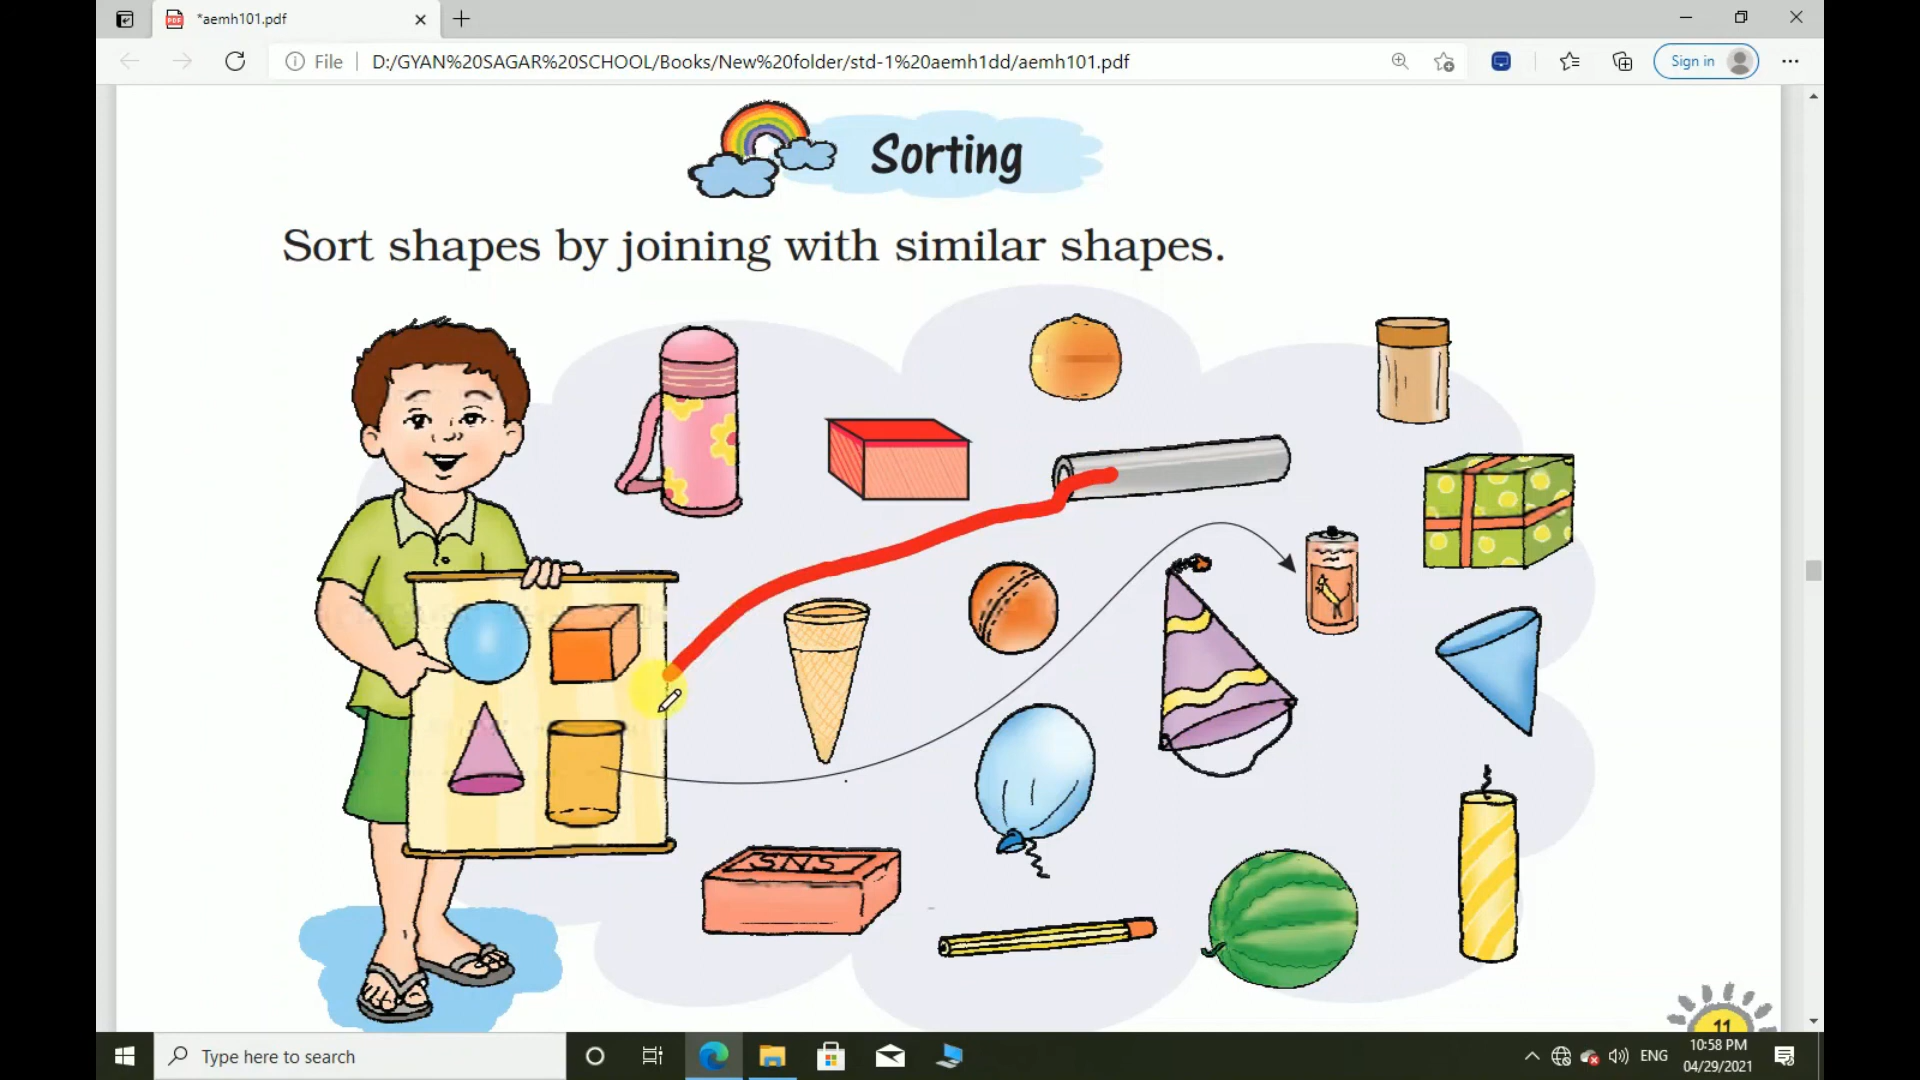 *aemh101.pdf
File
D:/GYAN%20SAGAR%20SCHOOL/Books/New%20folder/std-1%20aemh1dd/aemh101.pdf
Sign in
Sorting
Sort shapes by joining with similar shapes.
SNS
11
Type here to search
ENG
10:58 PM
04/29/2021